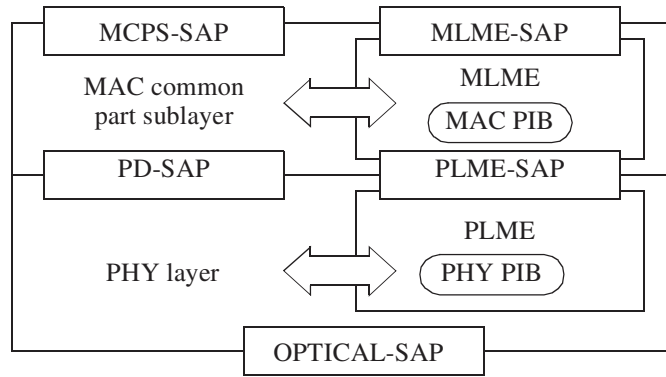 MCPS-SAP
MLME-SAP
MAC common
part sublayer
MLME
MAC PIB
PD-SAP
PLME-SAP
PHY layer
PLME
PHY PIB
OPTICAL-SAP